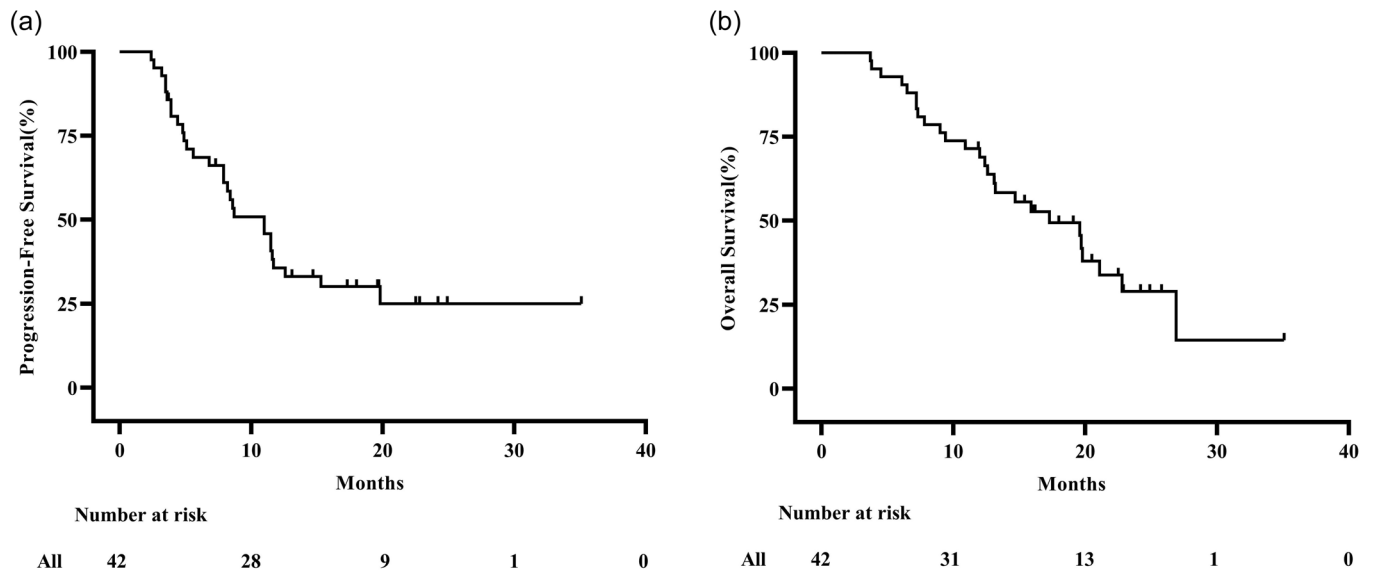 (a)
Progression-Free Survival(%)
100
75
50
25
0
0 10 20 30 40
Months
Number at risk
All 42 28 9 1 0
(b)
Overall Survival(%)
100
75
50
25
0
0 10 20 30 40
Months
Number at risk
All 42 31 13 1 0